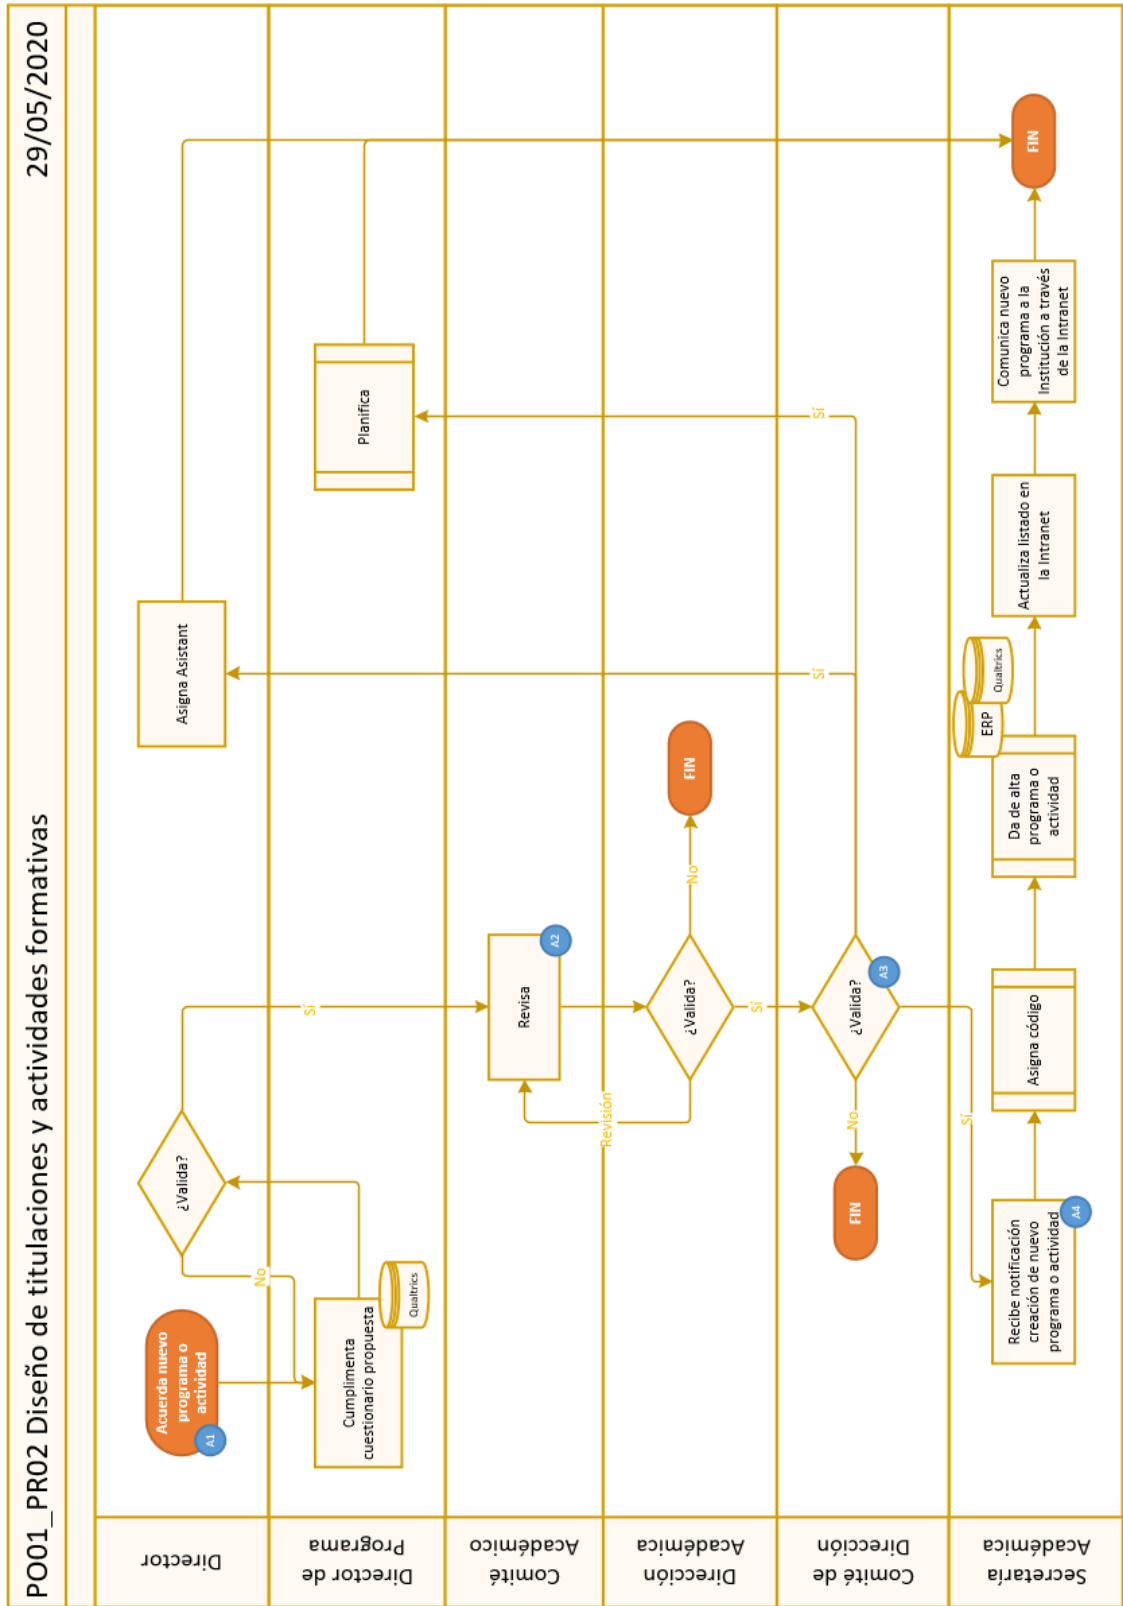 PO01_PR02 Diseño de titulaciones y actividades formativas
29/05/2020
Director
Acuerda nuevo
programa o
actividad
A1
¿Valida?
No
Sí
Asigna Asistant
Director de
Programa
Cumplimenta
cuestionario propuesta
Qualtrics
Planifica
Comité
Académico
Revisa
A2
Dirección
Académica
Revisión
¿Valida?
No
FIN
Sí
Comité de
Dirección
FIN
No
¿Valida?
A3
Sí
Sí
Sí
Secretaría
Académica
Recibe notificación
creación de nuevo
programa o actividad
A4
Asigna código
Da de alta
programa o
actividad
ERP
Qualtrics
Actualiza listado en
la Intranet
Comunica nuevo
programa a la
Institución a través
de la Intranet
FIN